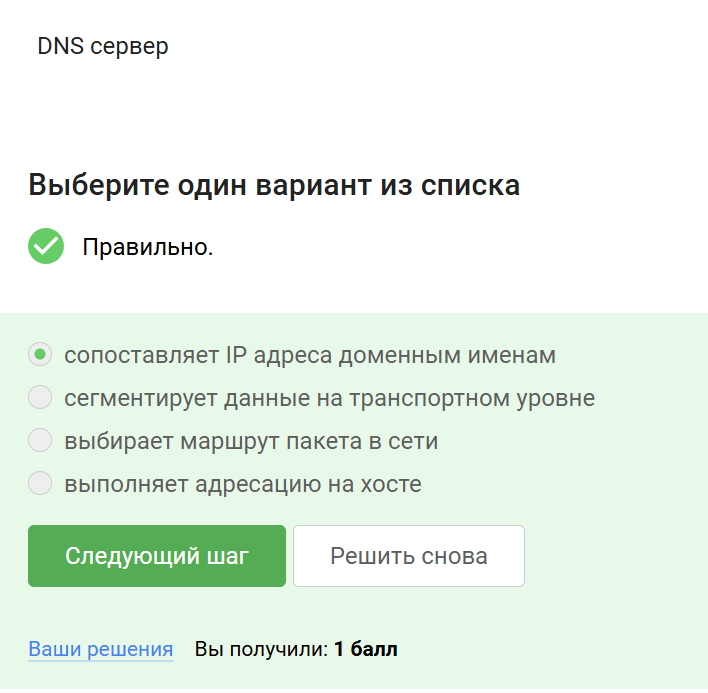 DNS сервер
Выберите один вариант из списка
Правильно.
сопоставляет IP адреса доменным именам
сегментирует данные на транспортном уровне
выбирает маршрут пакета в сети
выполняет адресацию на хосте
Следующий шаг Решить снова
Ваши решения Вы получили: 1 балл